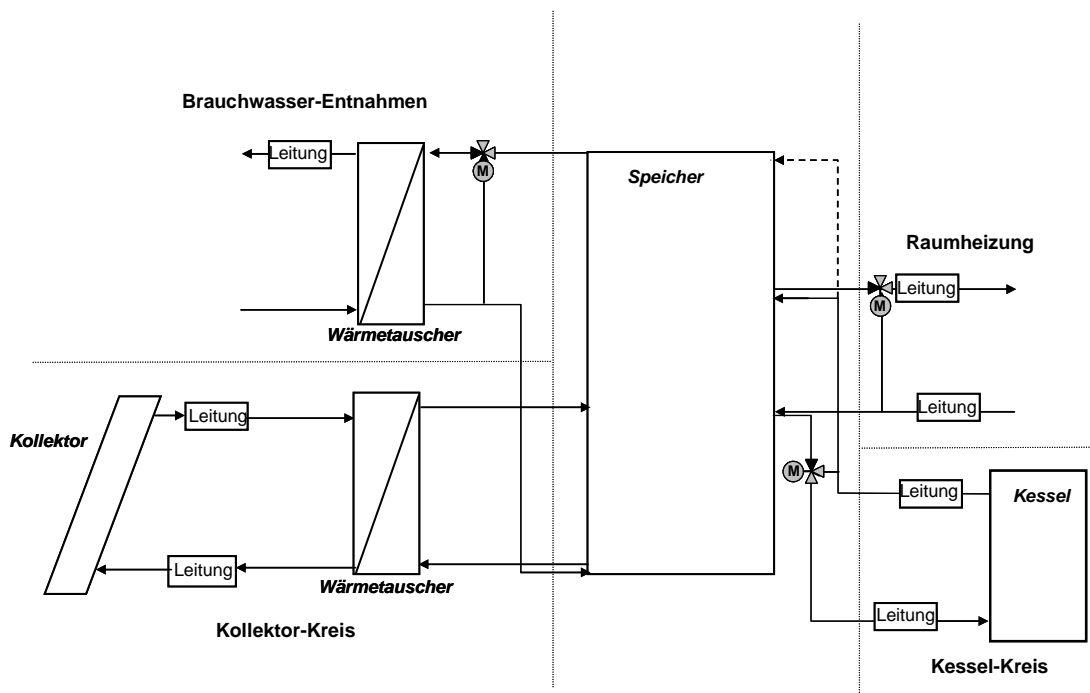 Brauchwasser-Entnahmen
Leitung
M
Wärmetauscher
Speicher
Raumheizung
Leitung
M
Leitung
Kollektor
Leitung
Leitung
Wärmetauscher
Kollektor-Kreis
M
Leitung
Kessel
Leitung
Kessel-Kreis